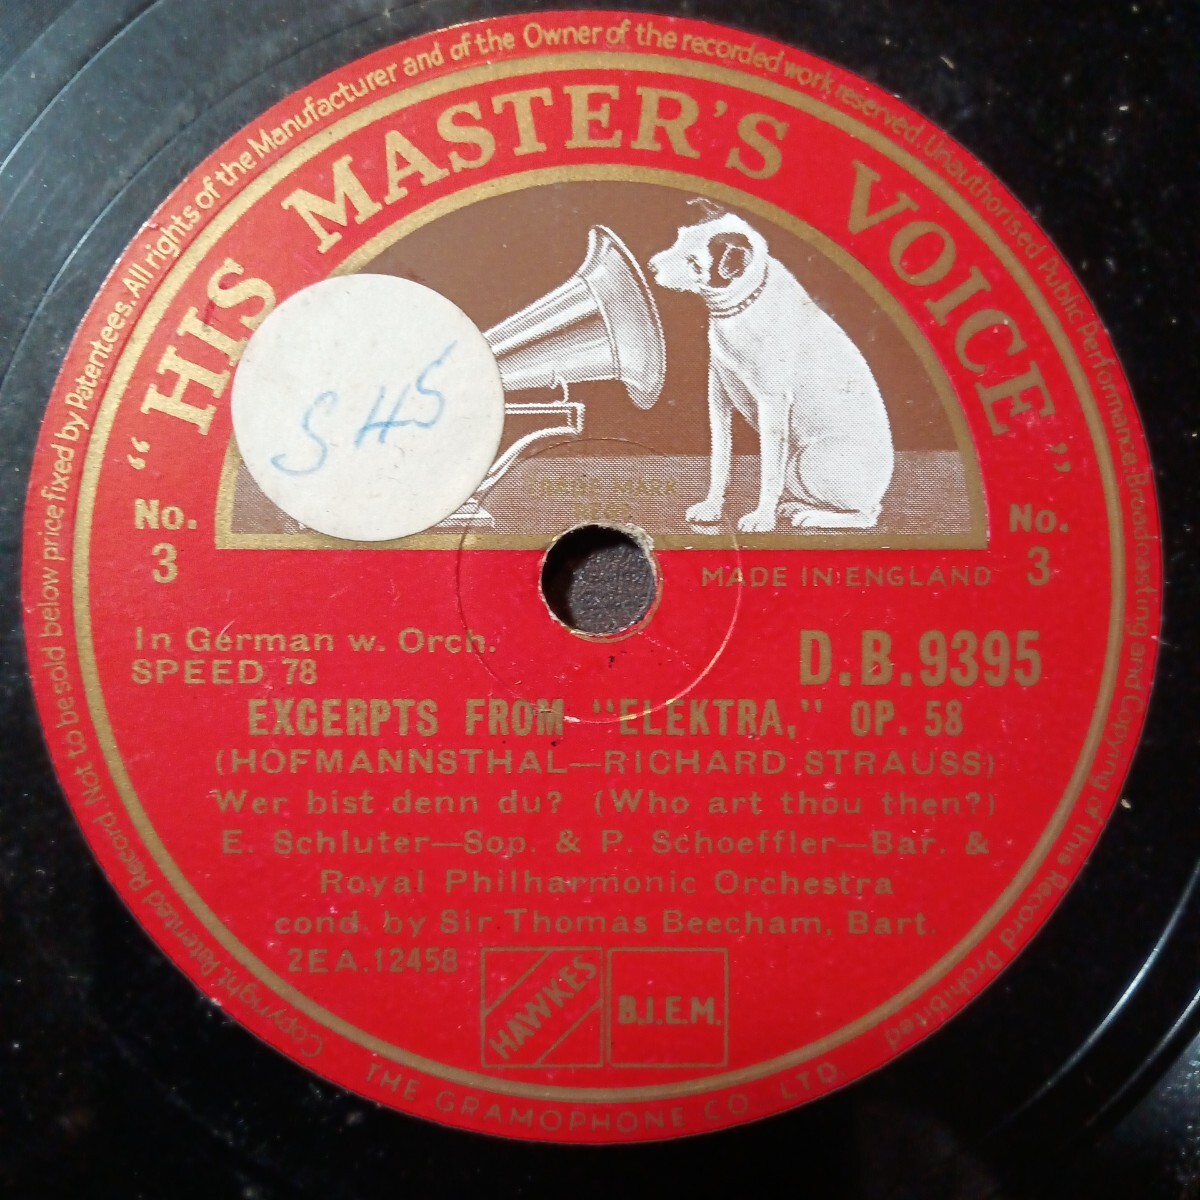 Copyright. Patented Record. Not to be sold below price fixed by Patentees. All rights of the Manufacturer and of the Owner of the recorded work reserved. Unauthorised Public Performance. Broadcasting and Copying of this Record Prohibited
"HIS MASTER'S VOICE"
S H S
TRADE MARK
No.
3
No.
3
MADE IN ENGLAND
In German w. Orch.
SPEED 78
D.B.9395
EXCERPTS FROM "ELEKTRA," OP. 58
(HOFMANNSTHAL—RICHARD STRAUSS)
Wer bist denn du? (Who art thou then?)
E. Schluter—Sop. & P. Schoeffler—Bar. &
Royal Philharmonic Orchestra
cond. by Sir Thomas Beecham, Bart.
2EA.12458
HAWKES
B.I.E.M.
THE GRAMOPHONE CO LTD.